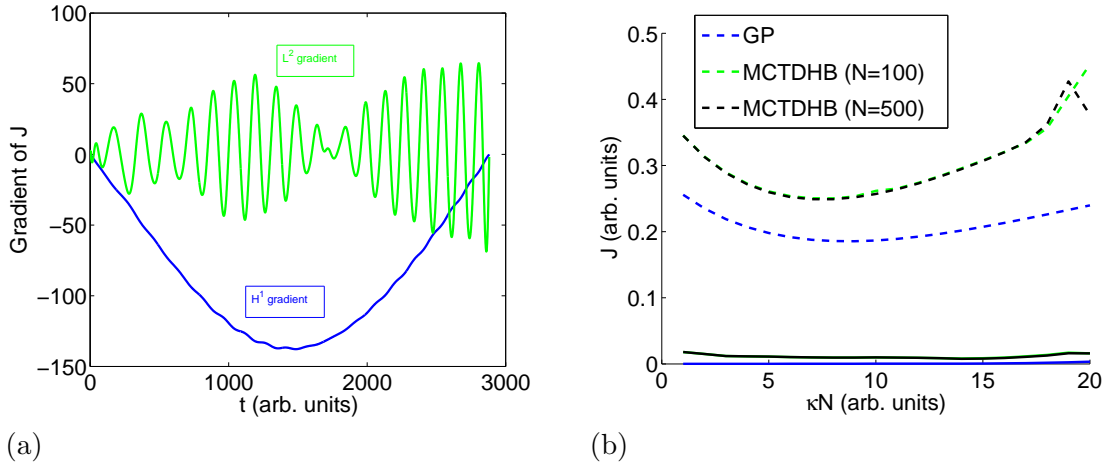 100
50
0
−50
−100
−150
Gradient of J
L² gradient
H¹ gradient
0
1000
2000
3000
t (arb. units)
(a)
0.5
0.4
0.3
0.2
0.1
0
J (arb. units)
GP
MCTDHB (N=100)
MCTDHB (N=500)
0
5
10
15
20
κN (arb. units)
(b)